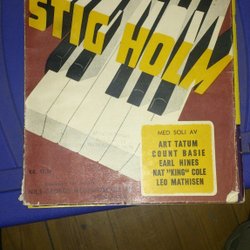 STIG HOLM
MED SOLI AV
ART TATUM
COUNT BASIE
EARL HINES
NAT "KING" COLE
LEO MATHISEN